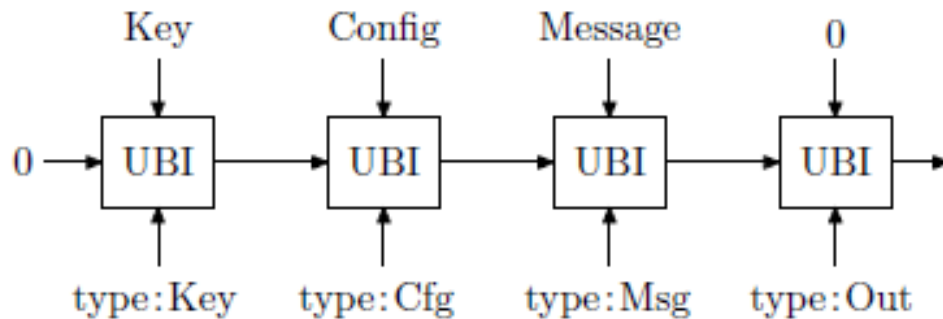 Key Config Message 0
0 UBI UBI UBI UBI
type:Key type:Cfg type:Msg type:Out